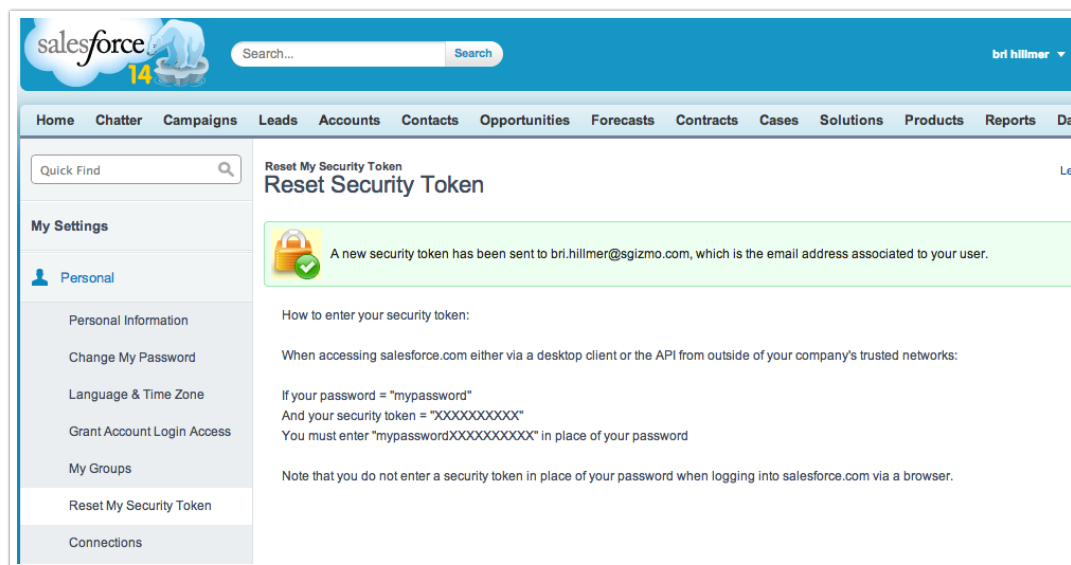 salesforce
14
Search...
Search
bri hillmer
Home Chatter Campaigns Leads Accounts Contacts Opportunities Forecasts Contracts Cases Solutions Products Reports Da
Quick Find
Reset My Security Token
Reset Security Token
Le
My Settings
A new security token has been sent to bri.hillmer@sgizmo.com, which is the email address associated to your user.
Personal
Personal Information
Change My Password
Language & Time Zone
Grant Account Login Access
My Groups
Reset My Security Token
Connections
How to enter your security token:
When accessing salesforce.com either via a desktop client or the API from outside of your company's trusted networks:
If your password = "mypassword"
And your security token = "XXXXXXXXXX"
You must enter "mypasswordXXXXXXXXXX" in place of your password
Note that you do not enter a security token in place of your password when logging into salesforce.com via a browser.